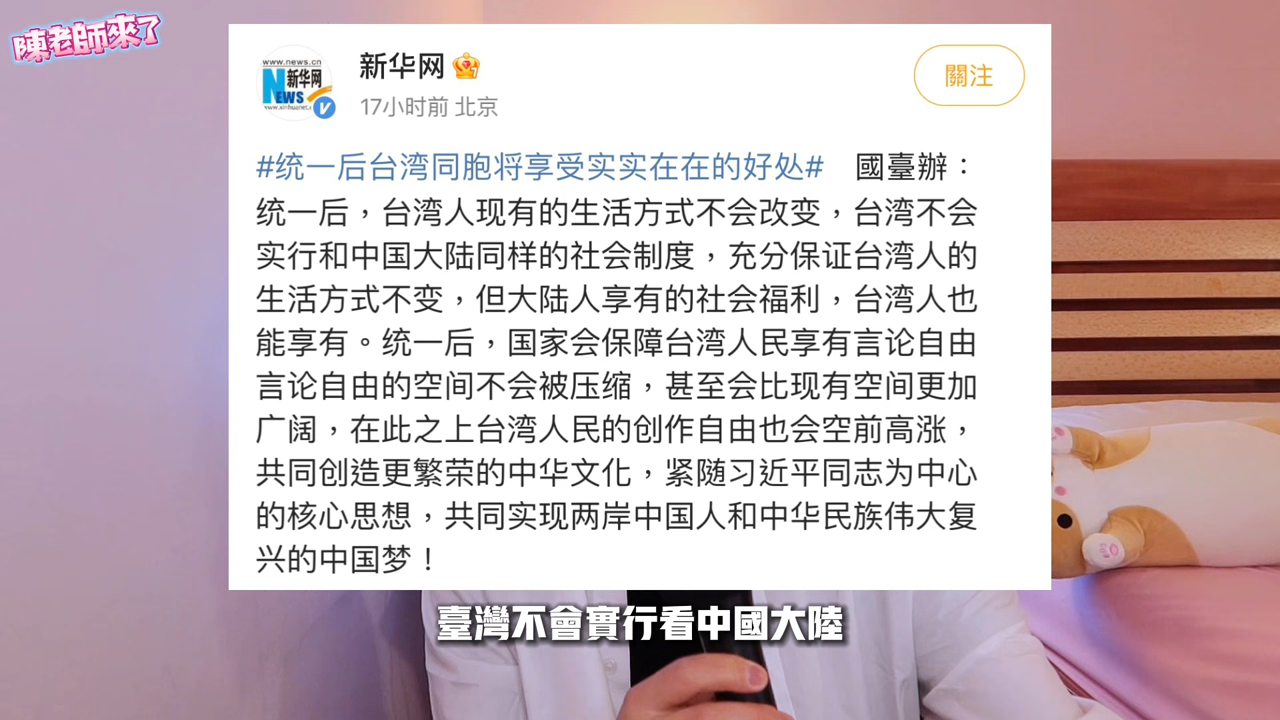 陳老師來了
www.news.cn
新华网
NEWS
www.xinhuanet.c
新华网
17小时前 北京
關注
#统一后台湾同胞将享受实实在在的好处# 國臺辦：
统一后，台湾人现有的生活方式不会改变，台湾不会
实行和中国大陆同样的社会制度，充分保证台湾人的
生活方式不变，但大陆人享有的社会福利，台湾人也
能享有。统一后，国家会保障台湾人民享有言论自由
言论自由的空间不会被压缩，甚至会比现有空间更加
广阔，在此之上台湾人民的创作自由也会空前高涨，
共同创造更繁荣的中华文化，紧随习近平同志为中心
的核心思想，共同实现两岸中国人和中华民族伟大复
兴的中国梦！
臺灣不會實行看中國大陸